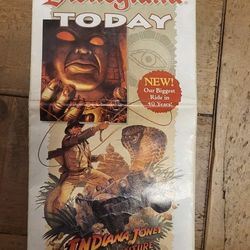 Disneyland
TODAY
NEW!
Our Biggest
Ride in
40 Years!
INDIANA JONES
ADVENTURE